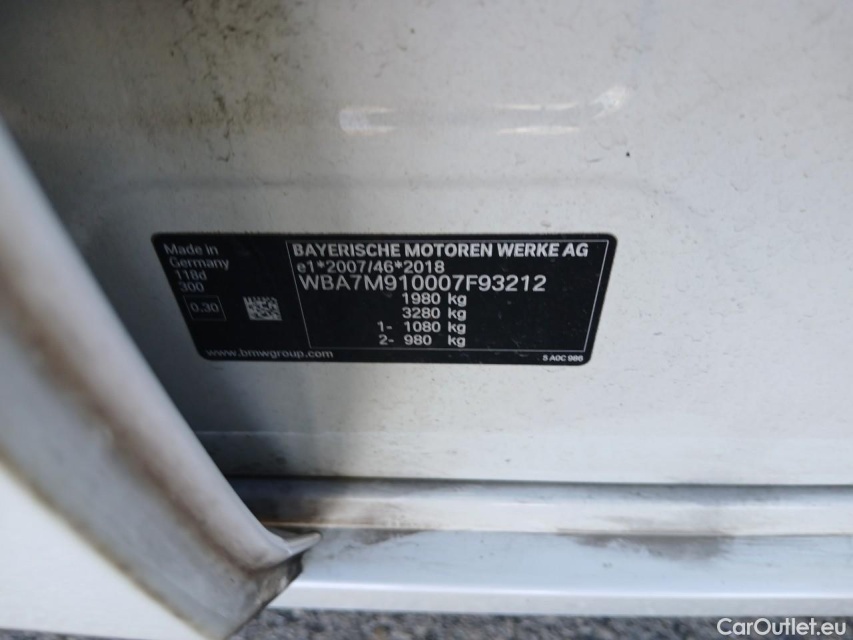 Made in
Germany
118d
300
0.30
www.bmwgroup.com
BAYERISCHE MOTOREN WERKE AG
e1*2007/46*2018
WBA7M910007F93212
1980 kg
3280 kg
1- 1080 kg
2- 980 kg
5 A0C 986
CarOutlet.eu